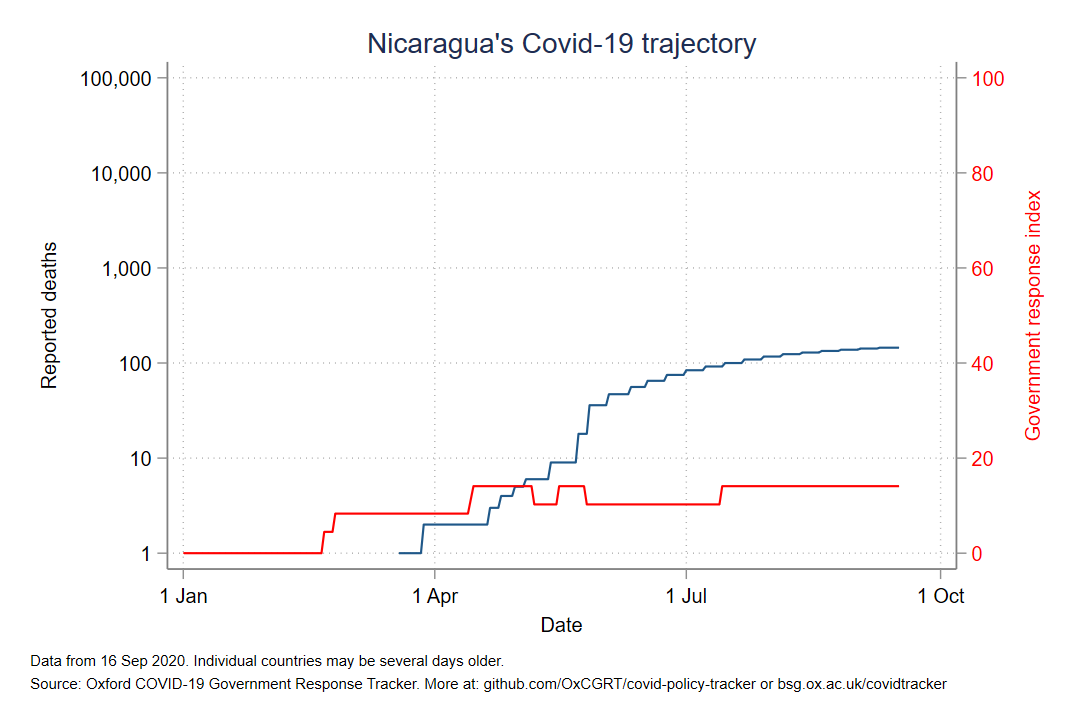 Nicaragua's Covid-19 trajectory
100,000
10,000
1,000
100
10
1
Reported deaths
100
80
60
40
20
0
Government response index
1 Jan
1 Apr
1 Jul
1 Oct
Date
Data from 16 Sep 2020. Individual countries may be several days older.
Source: Oxford COVID-19 Government Response Tracker. More at: github.com/OxCGRT/covid-policy-tracker or bsg.ox.ac.uk/covidtracker